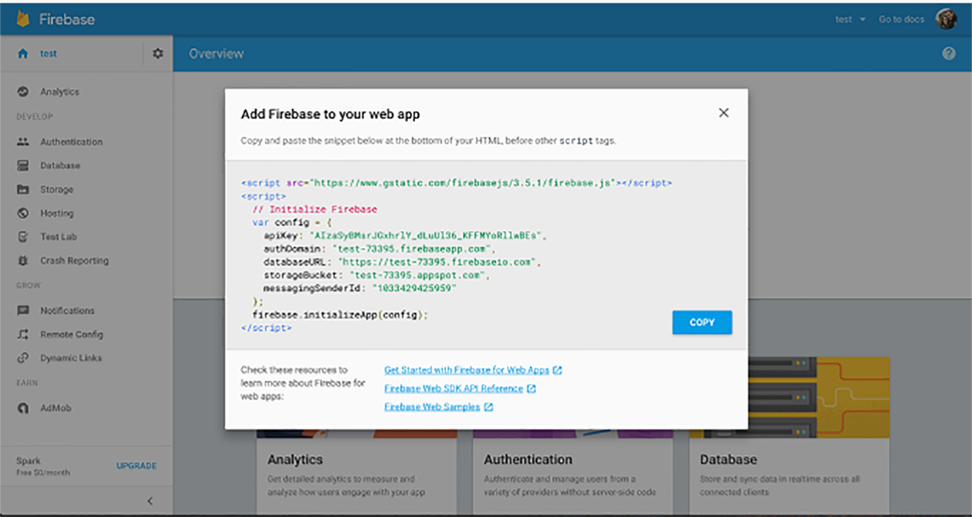 Firebase
test
Go to docs
test
Overview
Analytics
DEVELOP
Authentication
Database
Storage
Hosting
Test Lab
Crash Reporting
GROW
Notifications
Remote Config
Dynamic Links
EARN
AdMob
Spark
Free $0/month
UPGRADE
Add Firebase to your web app
Copy and paste the snippet below at the bottom of your HTML, before other script tags.
<script src="https://www.gstatic.com/firebasejs/3.5.1/firebase.js"></script>
<script>
// Initialize Firebase
var config = {
apiKey:
authDomain: "test-73395.firebaseapp.com",
databaseURL: "https://test-73395.firebaseio.com",
storageBucket: "test-73395.appspot.com",
messagingSenderId: "1033429425959"
};
firebase.initializeApp(config);
</script>
COPY
Check these resources to
learn more about Firebase for
web apps:
Get Started with Firebase for Web Apps
Firebase Web SDK API Reference
Firebase Web Samples
Analytics
Get detailed analytics to measure and
analyze how users engage with your app
Authentication
Authenticate and manage users from a
variety of providers without server-side code
Database
Store and sync data in realtime across all
connected clients